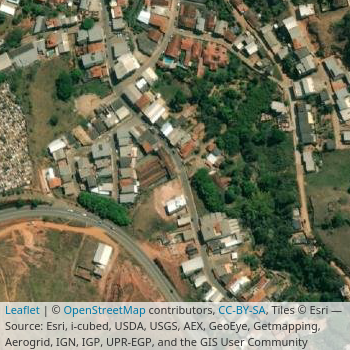 Leaflet | © OpenStreetMap contributors, CC-BY-SA, Tiles © Esri —
Source: Esri, i-cubed, USDA, USGS, AEX, GeoEye, Getmapping,
Aerogrid, IGN, IGP, UPR-EGP, and the GIS User Community